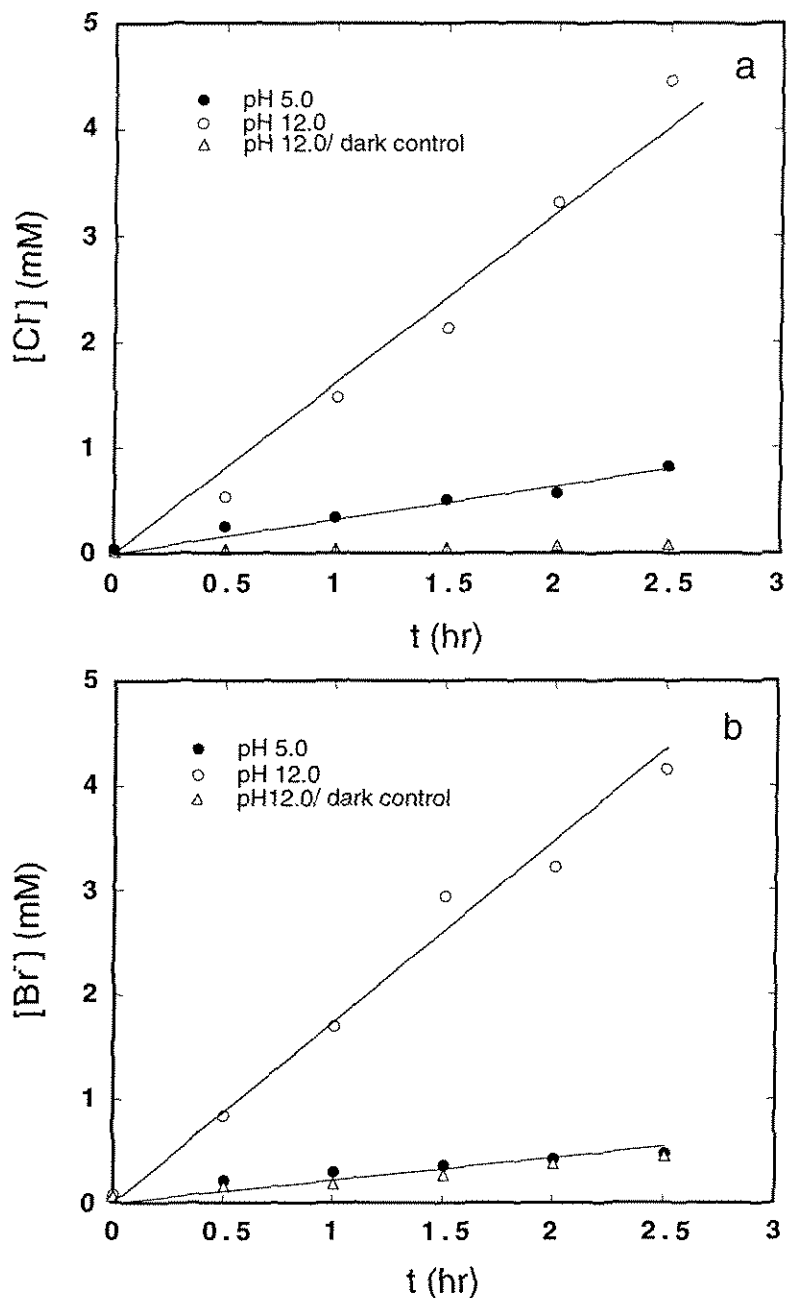 5
a
● pH 5.0
○ pH 12.0
△ pH 12.0/ dark control
4
3
[Cl-] (mM)
2
1
0
0 0.5 1 1.5 2 2.5 3
t (hr)
5
b
● pH 5.0
○ pH 12.0
△ pH12.0/ dark control
4
3
[Br-] (mM)
2
1
0
0 0.5 1 1.5 2 2.5 3
t (hr)